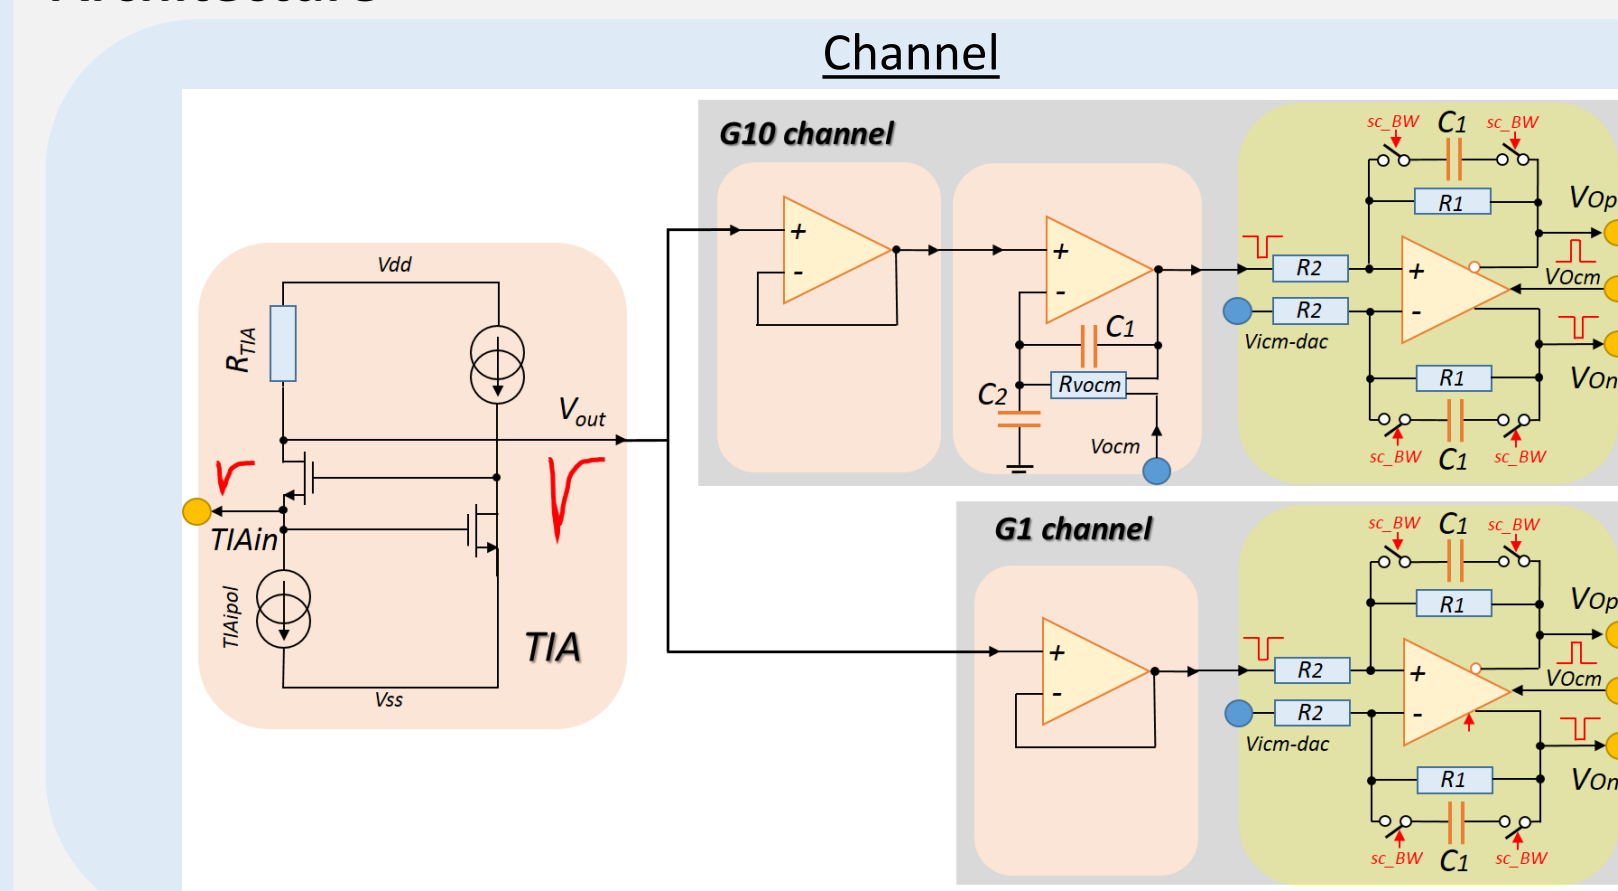 Architecture
Channel
G10 channel
+
-
+
-
C1
C2
Rvocm
Vocm
sc_BW
C1
sc_BW
R1
VOp
R2
+
VOcm
R2
-
Vicm-dac
R1
VOn
sc_BW
C1
sc_BW
Vdd
RTIA
Vout
TIAin
TIAipol
TIA
Vss
G1 channel
+
-
sc_BW
C1
sc_BW
R1
VOp
R2
+
VOcm
R2
-
Vicm-dac
R1
VOn
sc_BW
C1
sc_BW